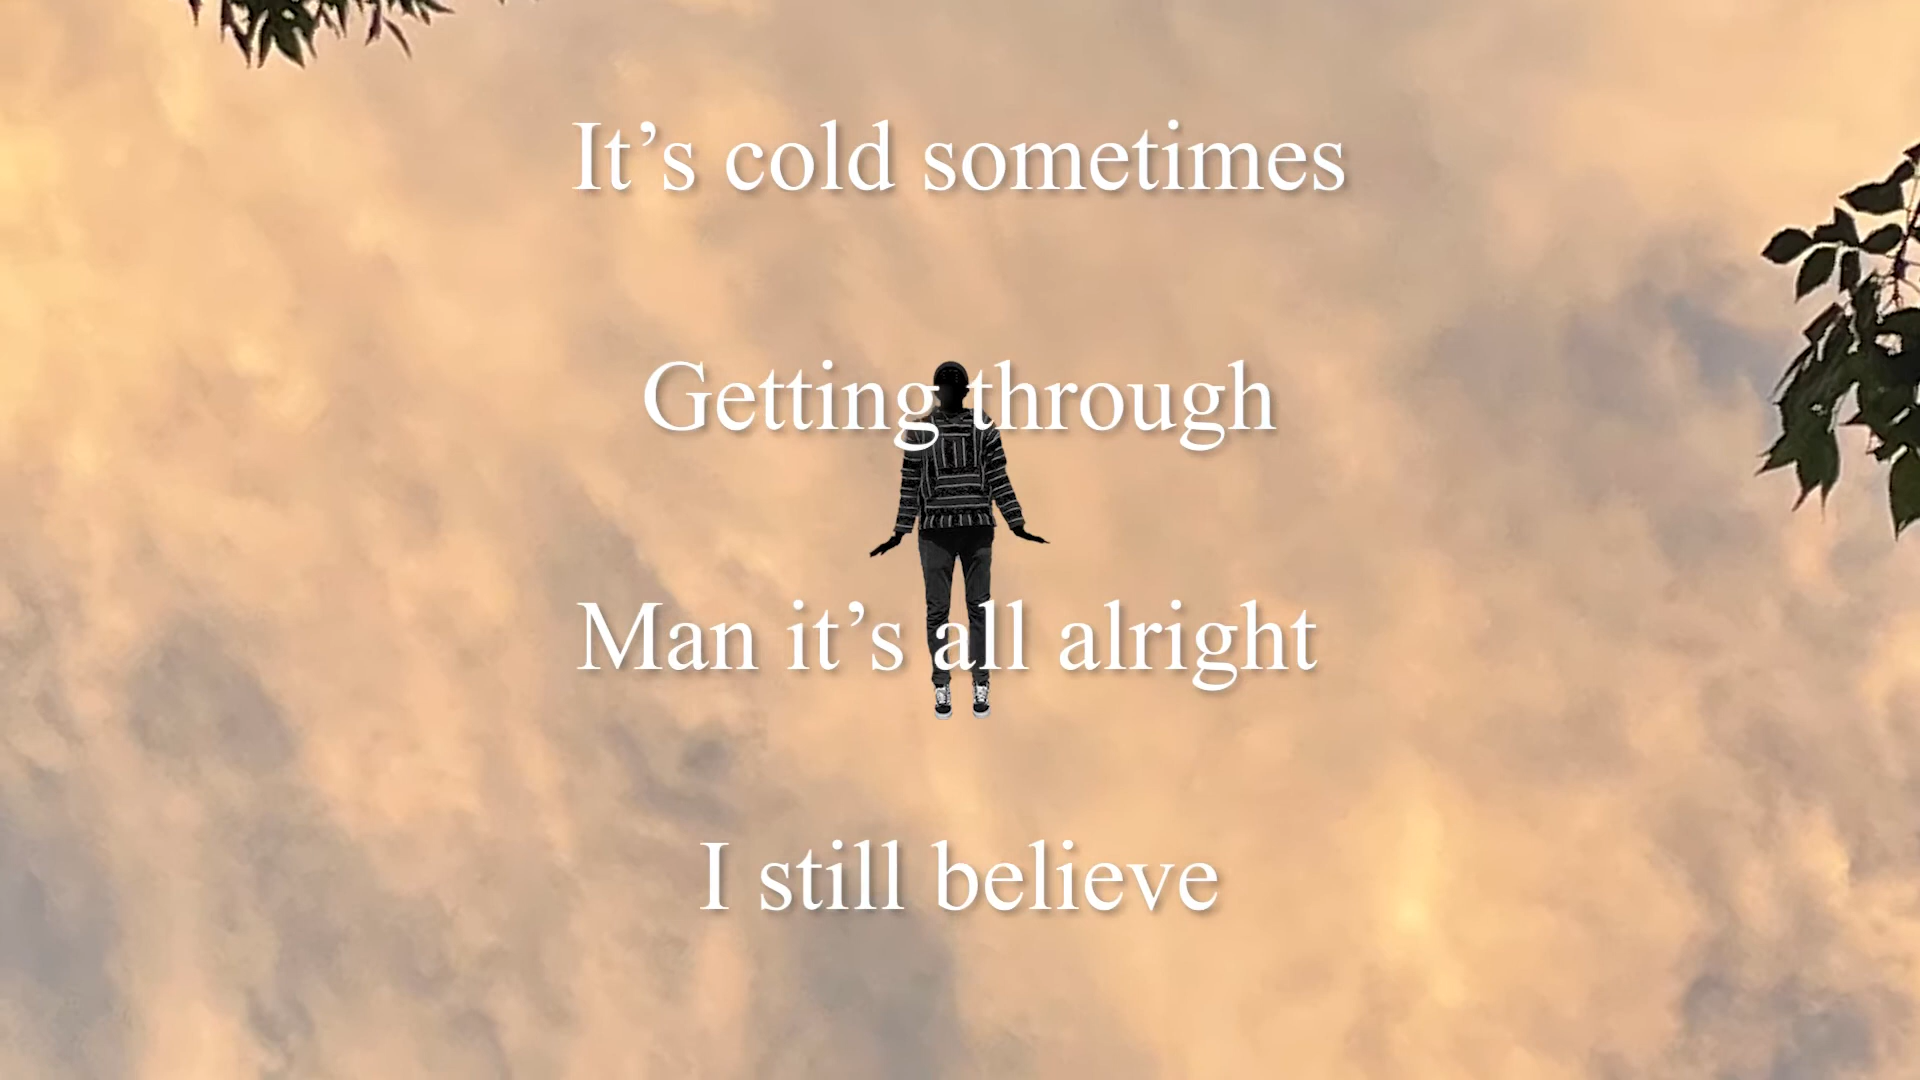 It’s cold sometimes
Getting through
Man it’s all alright
I still believe